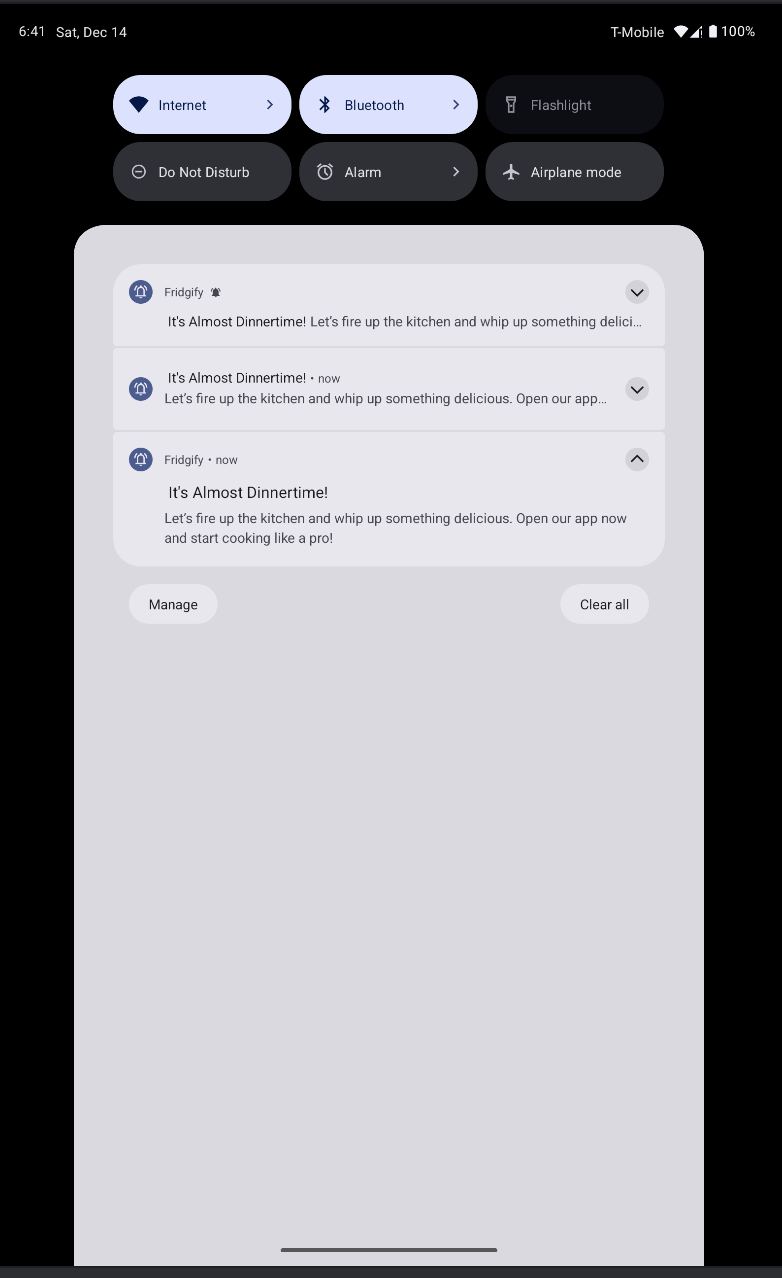 6:41 Sat, Dec 14 T-Mobile 100%
Internet Bluetooth Flashlight
Do Not Disturb Alarm Airplane mode
Fridgify
It's Almost Dinnertime! Let's fire up the kitchen and whip up something delici...
It's Almost Dinnertime! • now
Let's fire up the kitchen and whip up something delicious. Open our app...
Fridgify • now
It's Almost Dinnertime!
Let's fire up the kitchen and whip up something delicious. Open our app now
and start cooking like a pro!
Manage Clear all